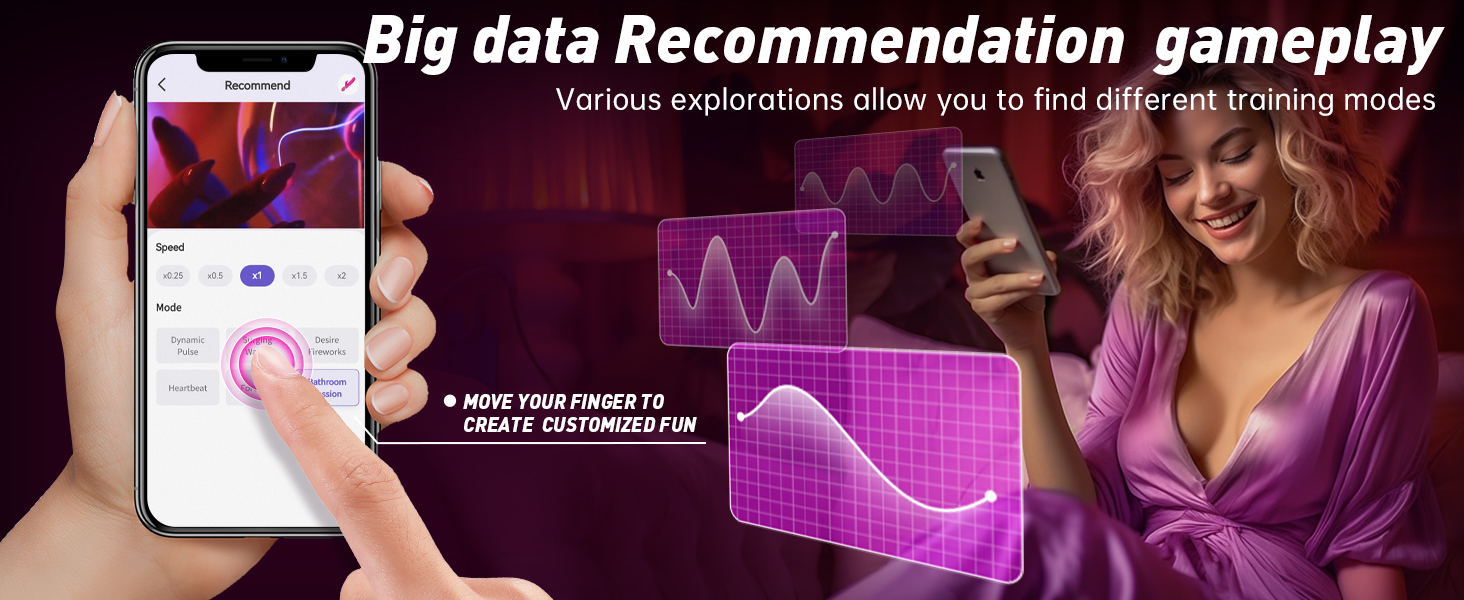 Big data Recommendation gameplay
Various explorations allow you to find different training modes
Recommend
Speed
x0.25 x0.5 x1 x1.5 x2
Mode
Dynamic
Pulse
Surging
Desire
Fireworks
Heartbeat
Bathroom
MOVE YOUR FINGER TO
CREATE CUSTOMIZED FUN